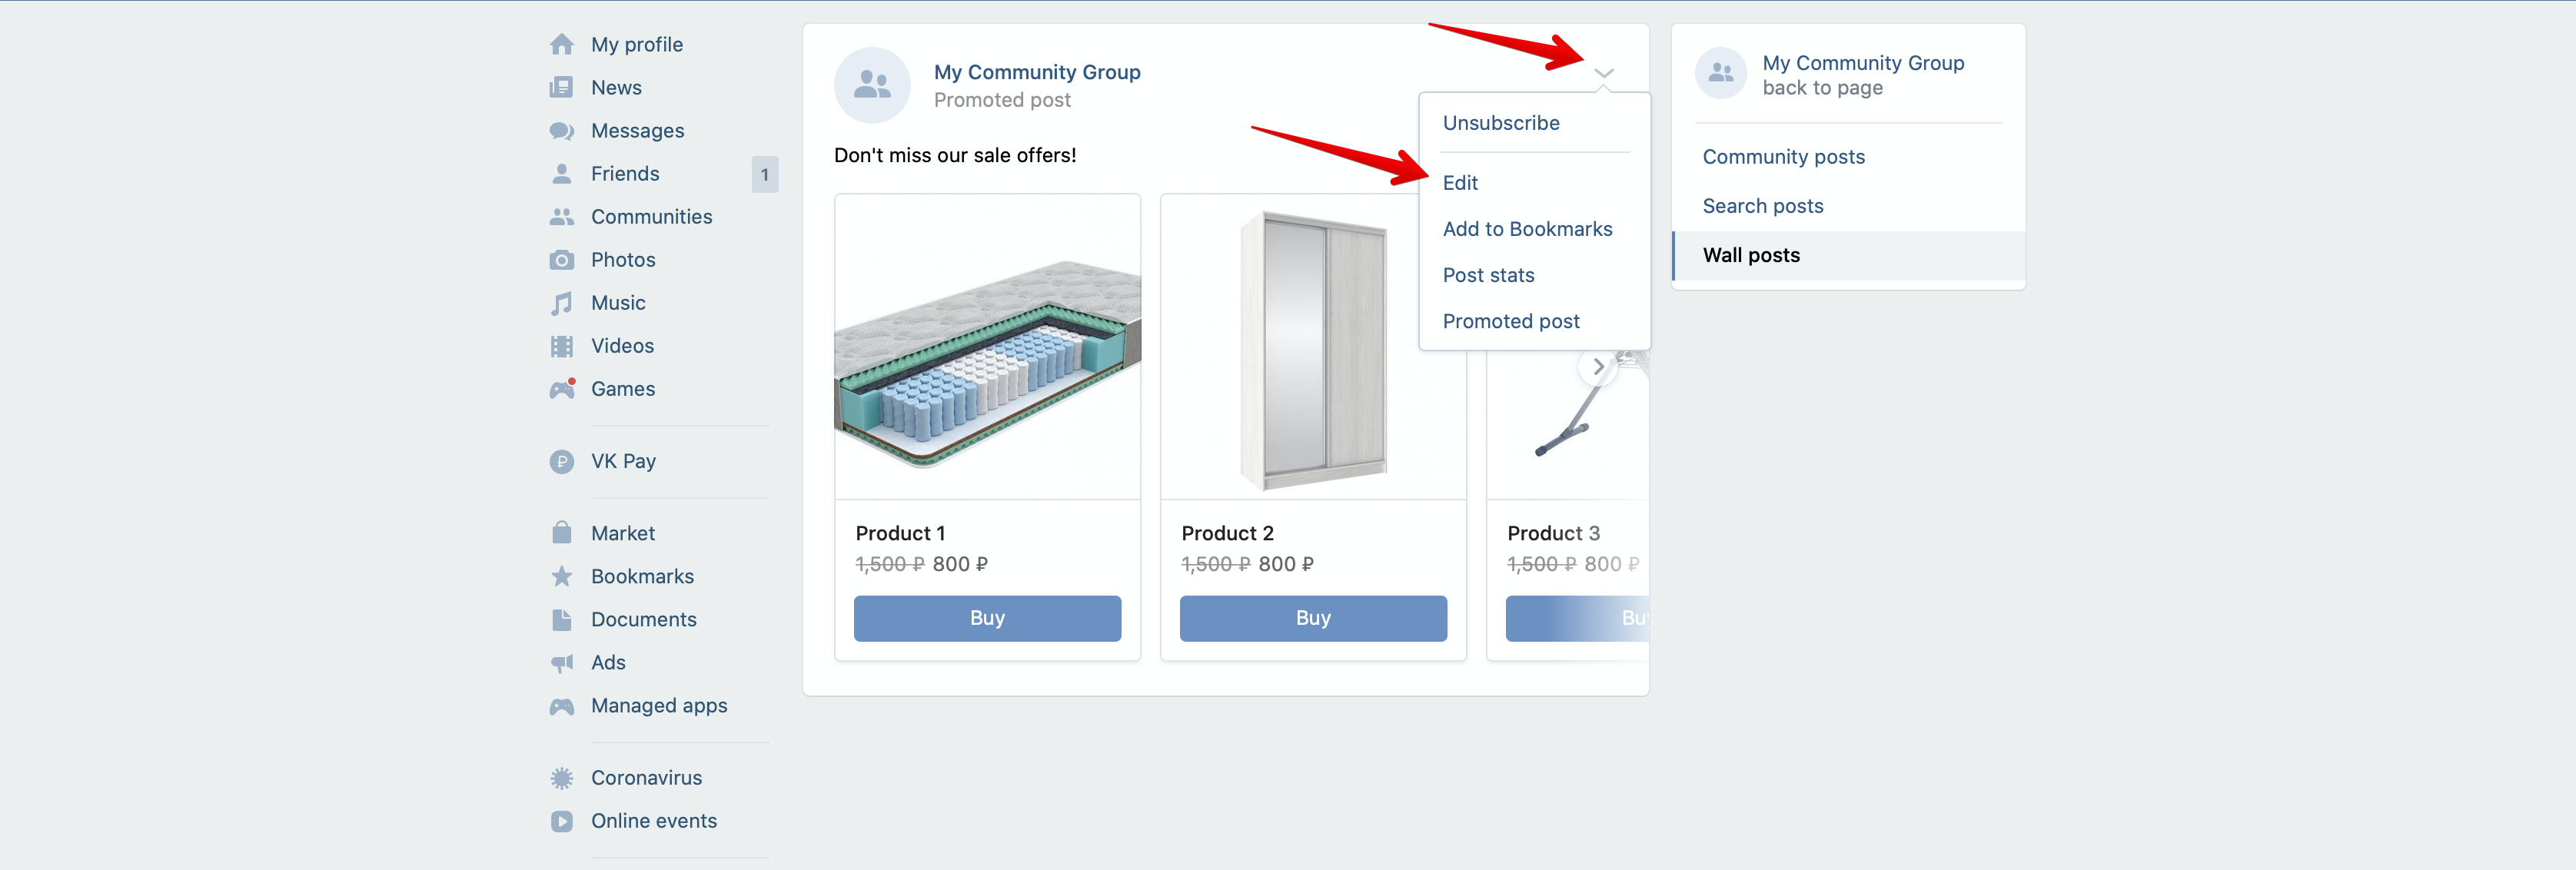 My profile
News
Messages
Friends
1
Communities
Photos
Music
Videos
Games
VK Pay
Market
Bookmarks
Documents
Ads
Managed apps
Coronavirus
Online events
My Community Group
Promoted post
Don't miss our sale offers!
Unsubscribe
Edit
Add to Bookmarks
Post stats
Promoted post
Product 1
1,500 ₽ 800 ₽
Buy
Product 2
1,500 ₽ 800 ₽
Buy
Product 3
1,500 ₽ 800 ₽
Buy
My Community Group
back to page
Community posts
Search posts
Wall posts